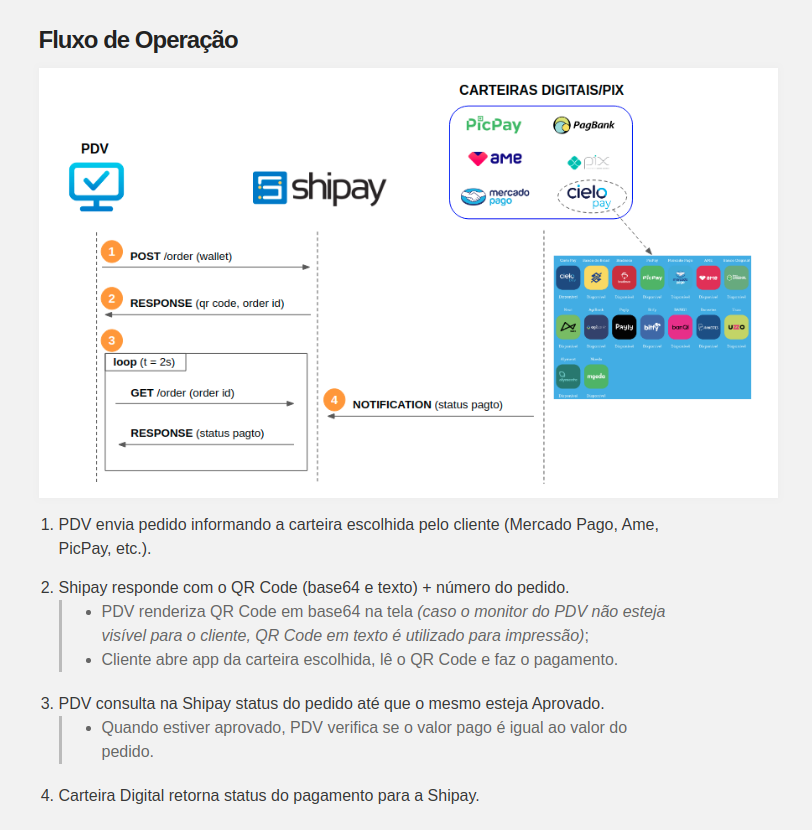 Fluxo de Operação
CARTEIRAS DIGITAIS/PIX
PicPay
PagBank
PDV
AME
pix
shipay
mercado pago
cielo pay
1
POST /order (wallet)
2
RESPONSE (qr code, order id)
3
loop (t = 2s)
GET /order (order id)
4
NOTIFICATION (status pagto)
RESPONSE (status pagto)
cielo
PicPay
ame
Payly
bitfy
1. PDV envia pedido informando a carteira escolhida pelo cliente (Mercado Pago, Ame,
PicPay, etc.).
2. Shipay responde com o QR Code (base64 e texto) + número do pedido.
• PDV renderiza QR Code em base64 na tela (caso o monitor do PDV não esteja
visível para o cliente, QR Code em texto é utilizado para impressão);
• Cliente abre app da carteira escolhida, lê o QR Code e faz o pagamento.
3. PDV consulta na Shipay status do pedido até que o mesmo esteja Aprovado.
• Quando estiver aprovado, PDV verifica se o valor pago é igual ao valor do
pedido.
4. Carteira Digital retorna status do pagamento para a Shipay.